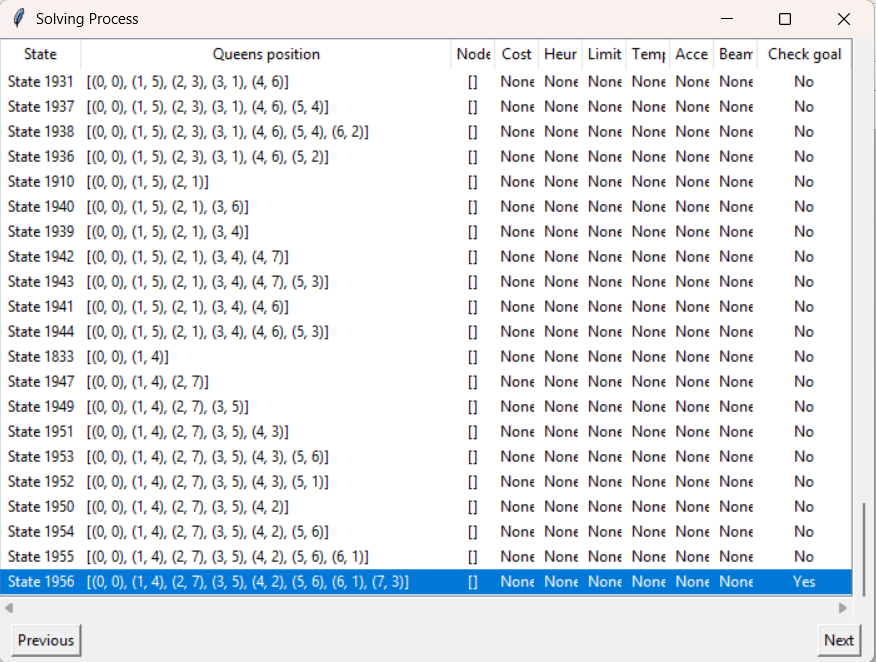 Solving Process
State Queens position Node Cost Heur Limit Temp Acce Beam Check goal
State 1931 [(0, 0), (1, 5), (2, 3), (3, 1), (4, 6)] [] None None None None None None No
State 1937 [(0, 0), (1, 5), (2, 3), (3, 1), (4, 6), (5, 4)] [] None None None None None None No
State 1938 [(0, 0), (1, 5), (2, 3), (3, 1), (4, 6), (5, 4), (6, 2)] [] None None None None None None No
State 1936 [(0, 0), (1, 5), (2, 3), (3, 1), (4, 6), (5, 2)] [] None None None None None None No
State 1910 [(0, 0), (1, 5), (2, 1)] [] None None None None None None No
State 1940 [(0, 0), (1, 5), (2, 1), (3, 6)] [] None None None None None None No
State 1939 [(0, 0), (1, 5), (2, 1), (3, 4)] [] None None None None None None No
State 1942 [(0, 0), (1, 5), (2, 1), (3, 4), (4, 7)] [] None None None None None None No
State 1943 [(0, 0), (1, 5), (2, 1), (3, 4), (4, 7), (5, 3)] [] None None None None None None No
State 1941 [(0, 0), (1, 5), (2, 1), (3, 4), (4, 6)] [] None None None None None None No
State 1944 [(0, 0), (1, 5), (2, 1), (3, 4), (4, 6), (5, 3)] [] None None None None None None No
State 1833 [(0, 0), (1, 4)] [] None None None None None None No
State 1947 [(0, 0), (1, 4), (2, 7)] [] None None None None None None No
State 1949 [(0, 0), (1, 4), (2, 7), (3, 5)] [] None None None None None None No
State 1951 [(0, 0), (1, 4), (2, 7), (3, 5), (4, 3)] [] None None None None None None No
State 1953 [(0, 0), (1, 4), (2, 7), (3, 5), (4, 3), (5, 6)] [] None None None None None None No
State 1952 [(0, 0), (1, 4), (2, 7), (3, 5), (4, 3), (5, 1)] [] None None None None None None No
State 1950 [(0, 0), (1, 4), (2, 7), (3, 5), (4, 2)] [] None None None None None None No
State 1954 [(0, 0), (1, 4), (2, 7), (3, 5), (4, 2), (5, 6)] [] None None None None None None No
State 1955 [(0, 0), (1, 4), (2, 7), (3, 5), (4, 2), (5, 6), (6, 1)] [] None None None None None None No
State 1956 [(0, 0), (1, 4), (2, 7), (3, 5), (4, 2), (5, 6), (6, 1), (7, 3)] [] None None None None None None Yes
Previous Next